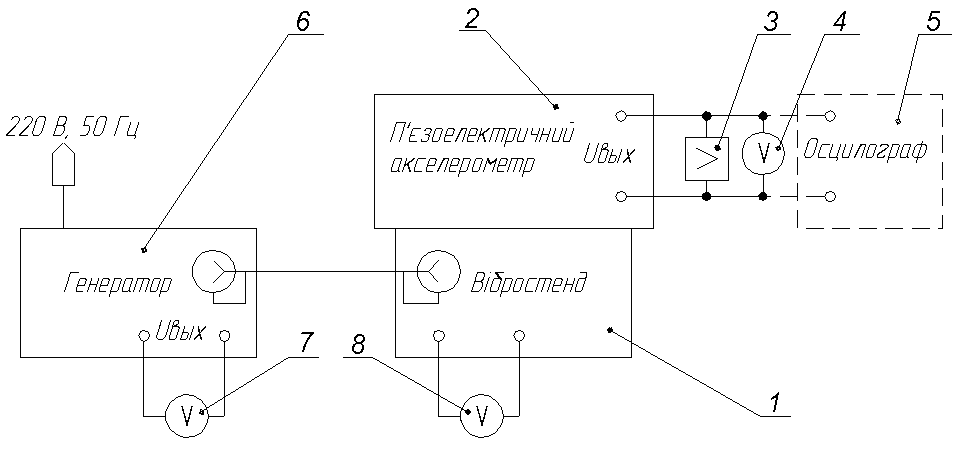 6
2
3
4
5
220 В, 50 Гц
П'єзоелектричний
акселерометр
Uвых
>
V
Осцилограф
Генератор
Вібростенд
Uвых
7
8
1
V
V